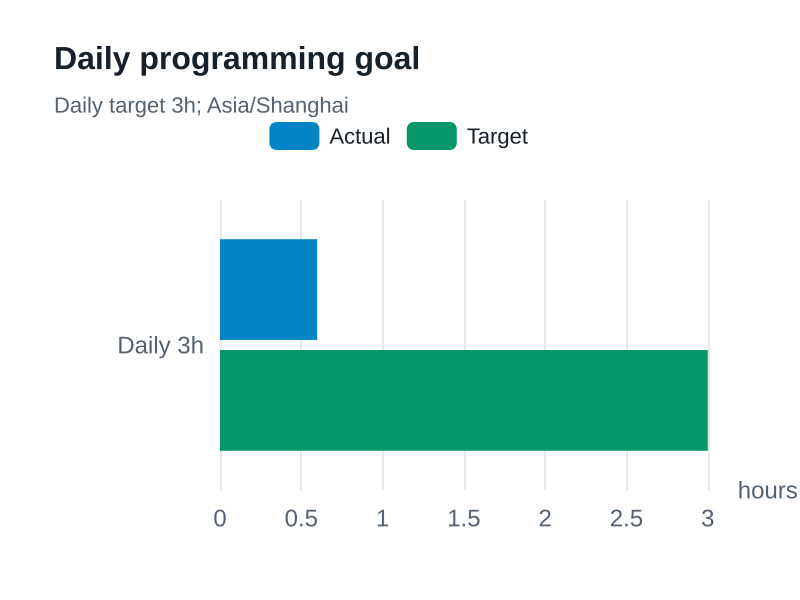 Daily programming goal
Daily target 3h; Asia/Shanghai
Actual Target
Daily 3h
hours
0 0.5 1 1.5 2 2.5 3